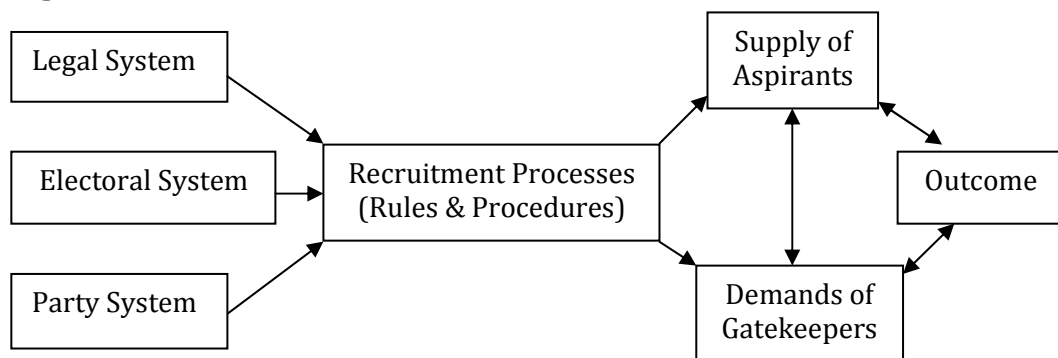 Legal System
Electoral System
Party System
Recruitment Processes
(Rules & Procedures)
Supply of
Aspirants
Demands of
Gatekeepers
Outcome